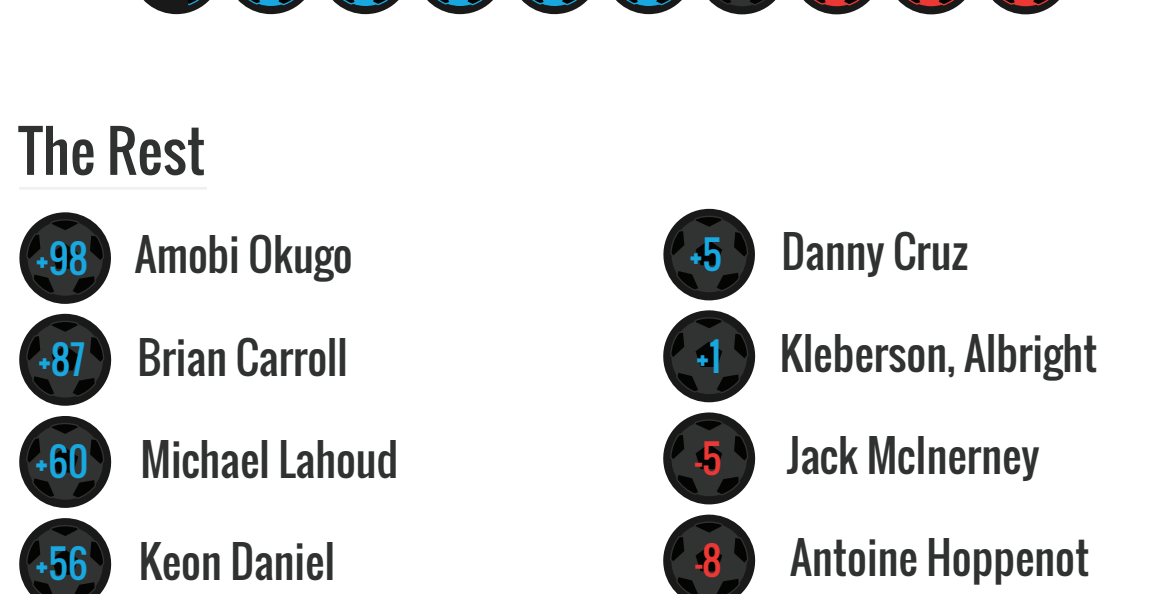 The Rest
+98 Amobi Okugo
+87 Brian Carroll
+60 Michael Lahoud
+56 Keon Daniel
+5 Danny Cruz
+1 Kleberson, Albright
-5 Jack McInerney
-8 Antoine Hoppenot